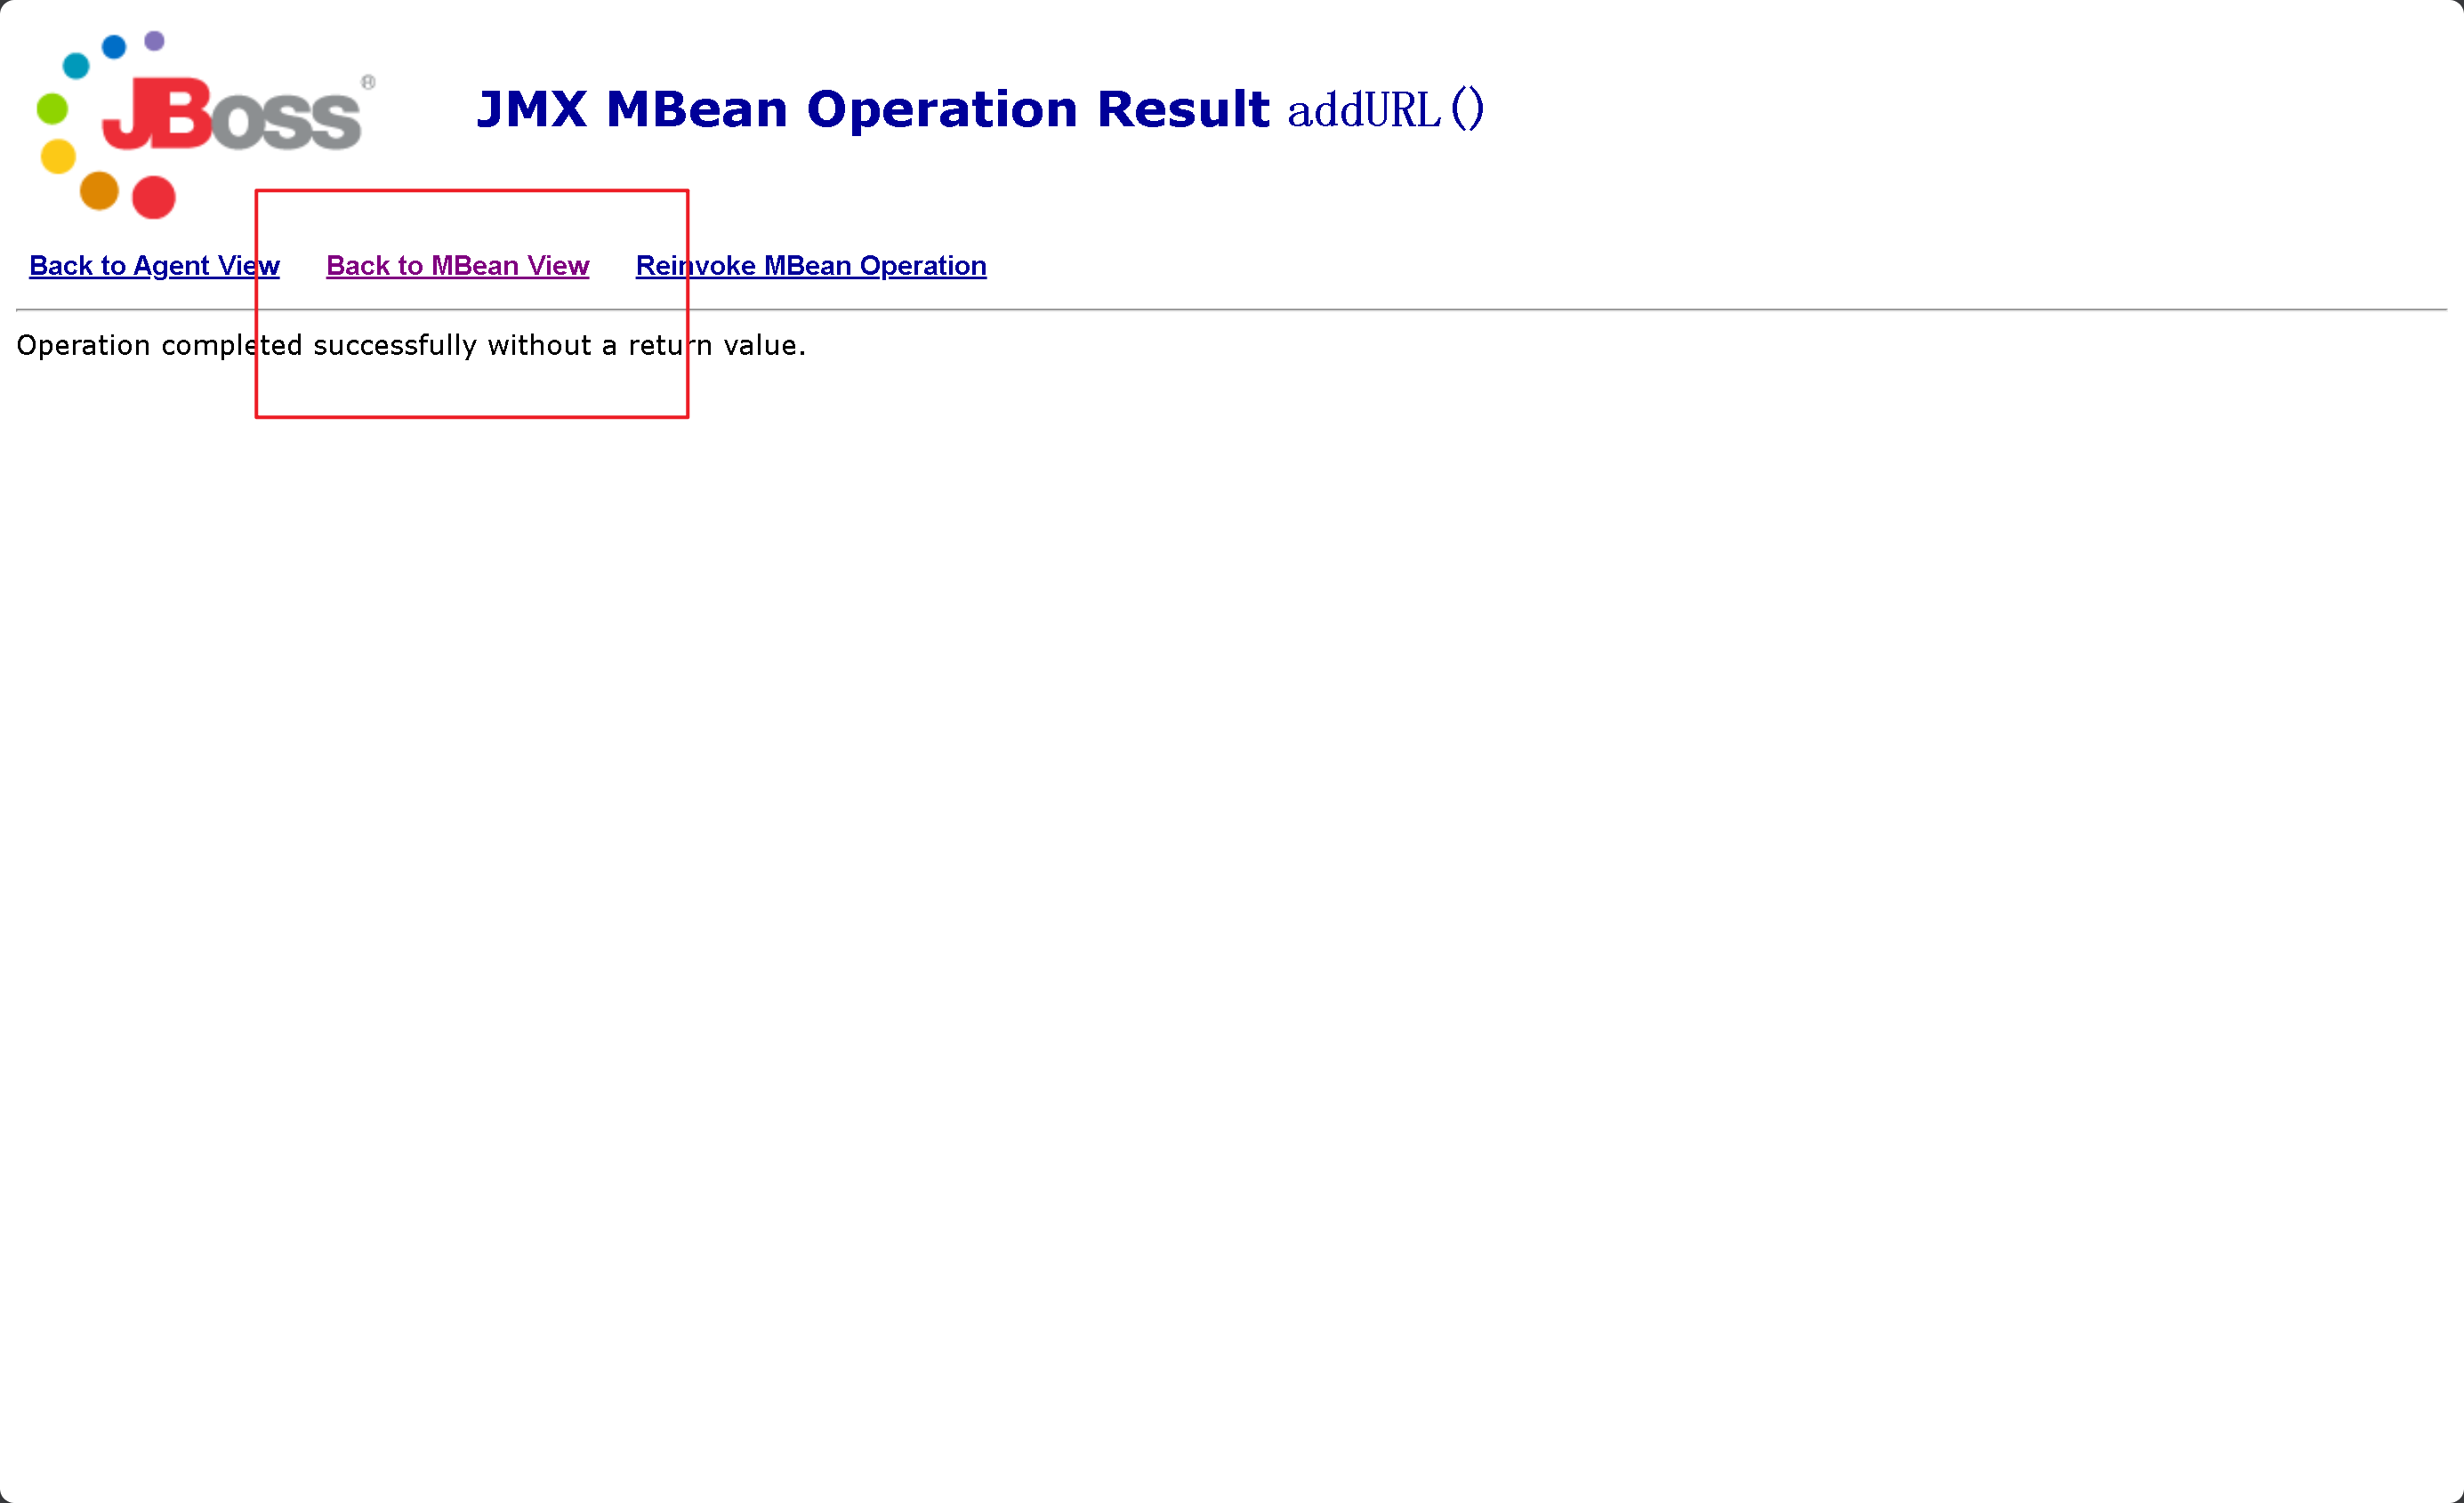 JBoss®
JMX MBean Operation Result addURL()
Back to Agent View Back to MBean View Reinvoke MBean Operation
Operation completed successfully without a return value.